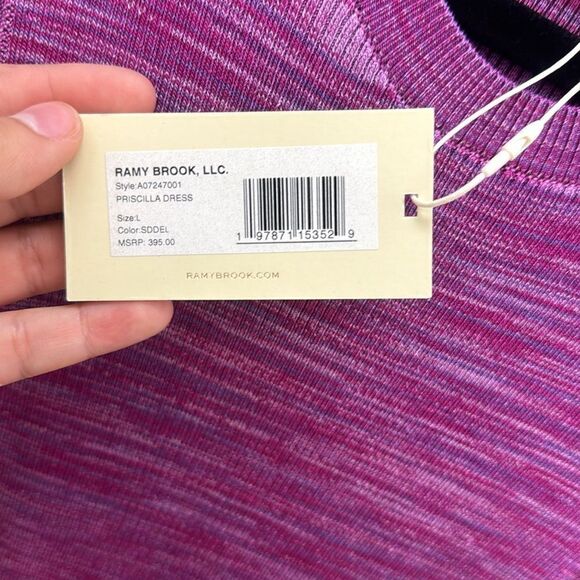 RAMY BROOK, LLC.
Style:A07247001
PRISCILLA DRESS
Size:L
Color:SDDEL
MSRP: 395.00
1 97871 15352 9
RAMYBROOK.COM